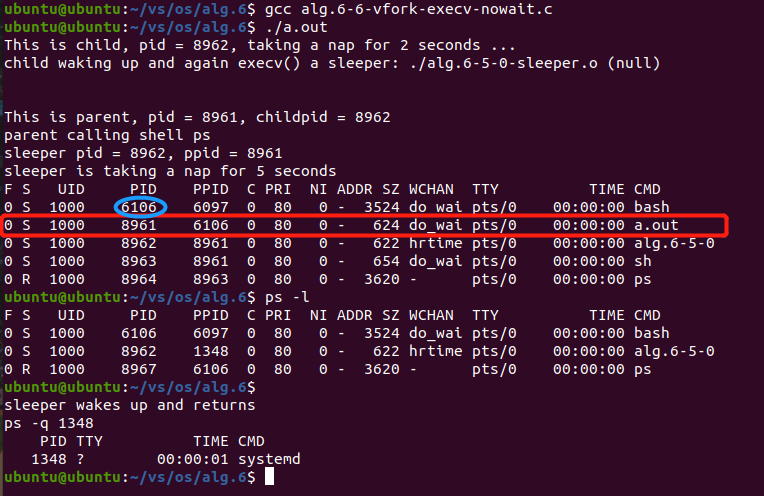 ubuntu@ubuntu:~/vs/os/alg.6$ gcc alg.6-6-vfork-execv-nowait.c
ubuntu@ubuntu:~/vs/os/alg.6$ ./a.out
This is child, pid = 8962, taking a nap for 2 seconds ...
child waking up and again execv() a sleeper: ./alg.6-5-0-sleeper.o (null)
This is parent, pid = 8961, childpid = 8962
parent calling shell ps
sleeper pid = 8962, ppid = 8961
sleeper is taking a nap for 5 seconds
F S   UID     PID    PPID  C PRI  NI ADDR SZ WCHAN  TTY          TIME CMD
0 S  1000    6106    6097  0  80   0 -  3524 do_wai pts/0    00:00:00 bash
0 S  1000    8961    6106  0  80   0 -   624 do_wai pts/0    00:00:00 a.out
0 S  1000    8962    8961  0  80   0 -   622 hrtime pts/0    00:00:00 alg.6-5-0
0 S  1000    8963    8961  0  80   0 -   654 do_wai pts/0    00:00:00 sh
0 R  1000    8964    8963  0  80   0 -  3620 -      pts/0    00:00:00 ps
ubuntu@ubuntu:~/vs/os/alg.6$ ps -l
F S   UID     PID    PPID  C PRI  NI ADDR SZ WCHAN  TTY          TIME CMD
0 S  1000    6106    6097  0  80   0 -  3524 do_wai pts/0    00:00:00 bash
0 S  1000    8962    1348  0  80   0 -   622 hrtime pts/0    00:00:00 alg.6-5-0
0 R  1000    8967    6106  0  80   0 -  3620 -      pts/0    00:00:00 ps
ubuntu@ubuntu:~/vs/os/alg.6$
sleeper wakes up and returns
ps -q 1348
    PID TTY          TIME CMD
   1348 ?        00:00:01 systemd
ubuntu@ubuntu:~/vs/os/alg.6$